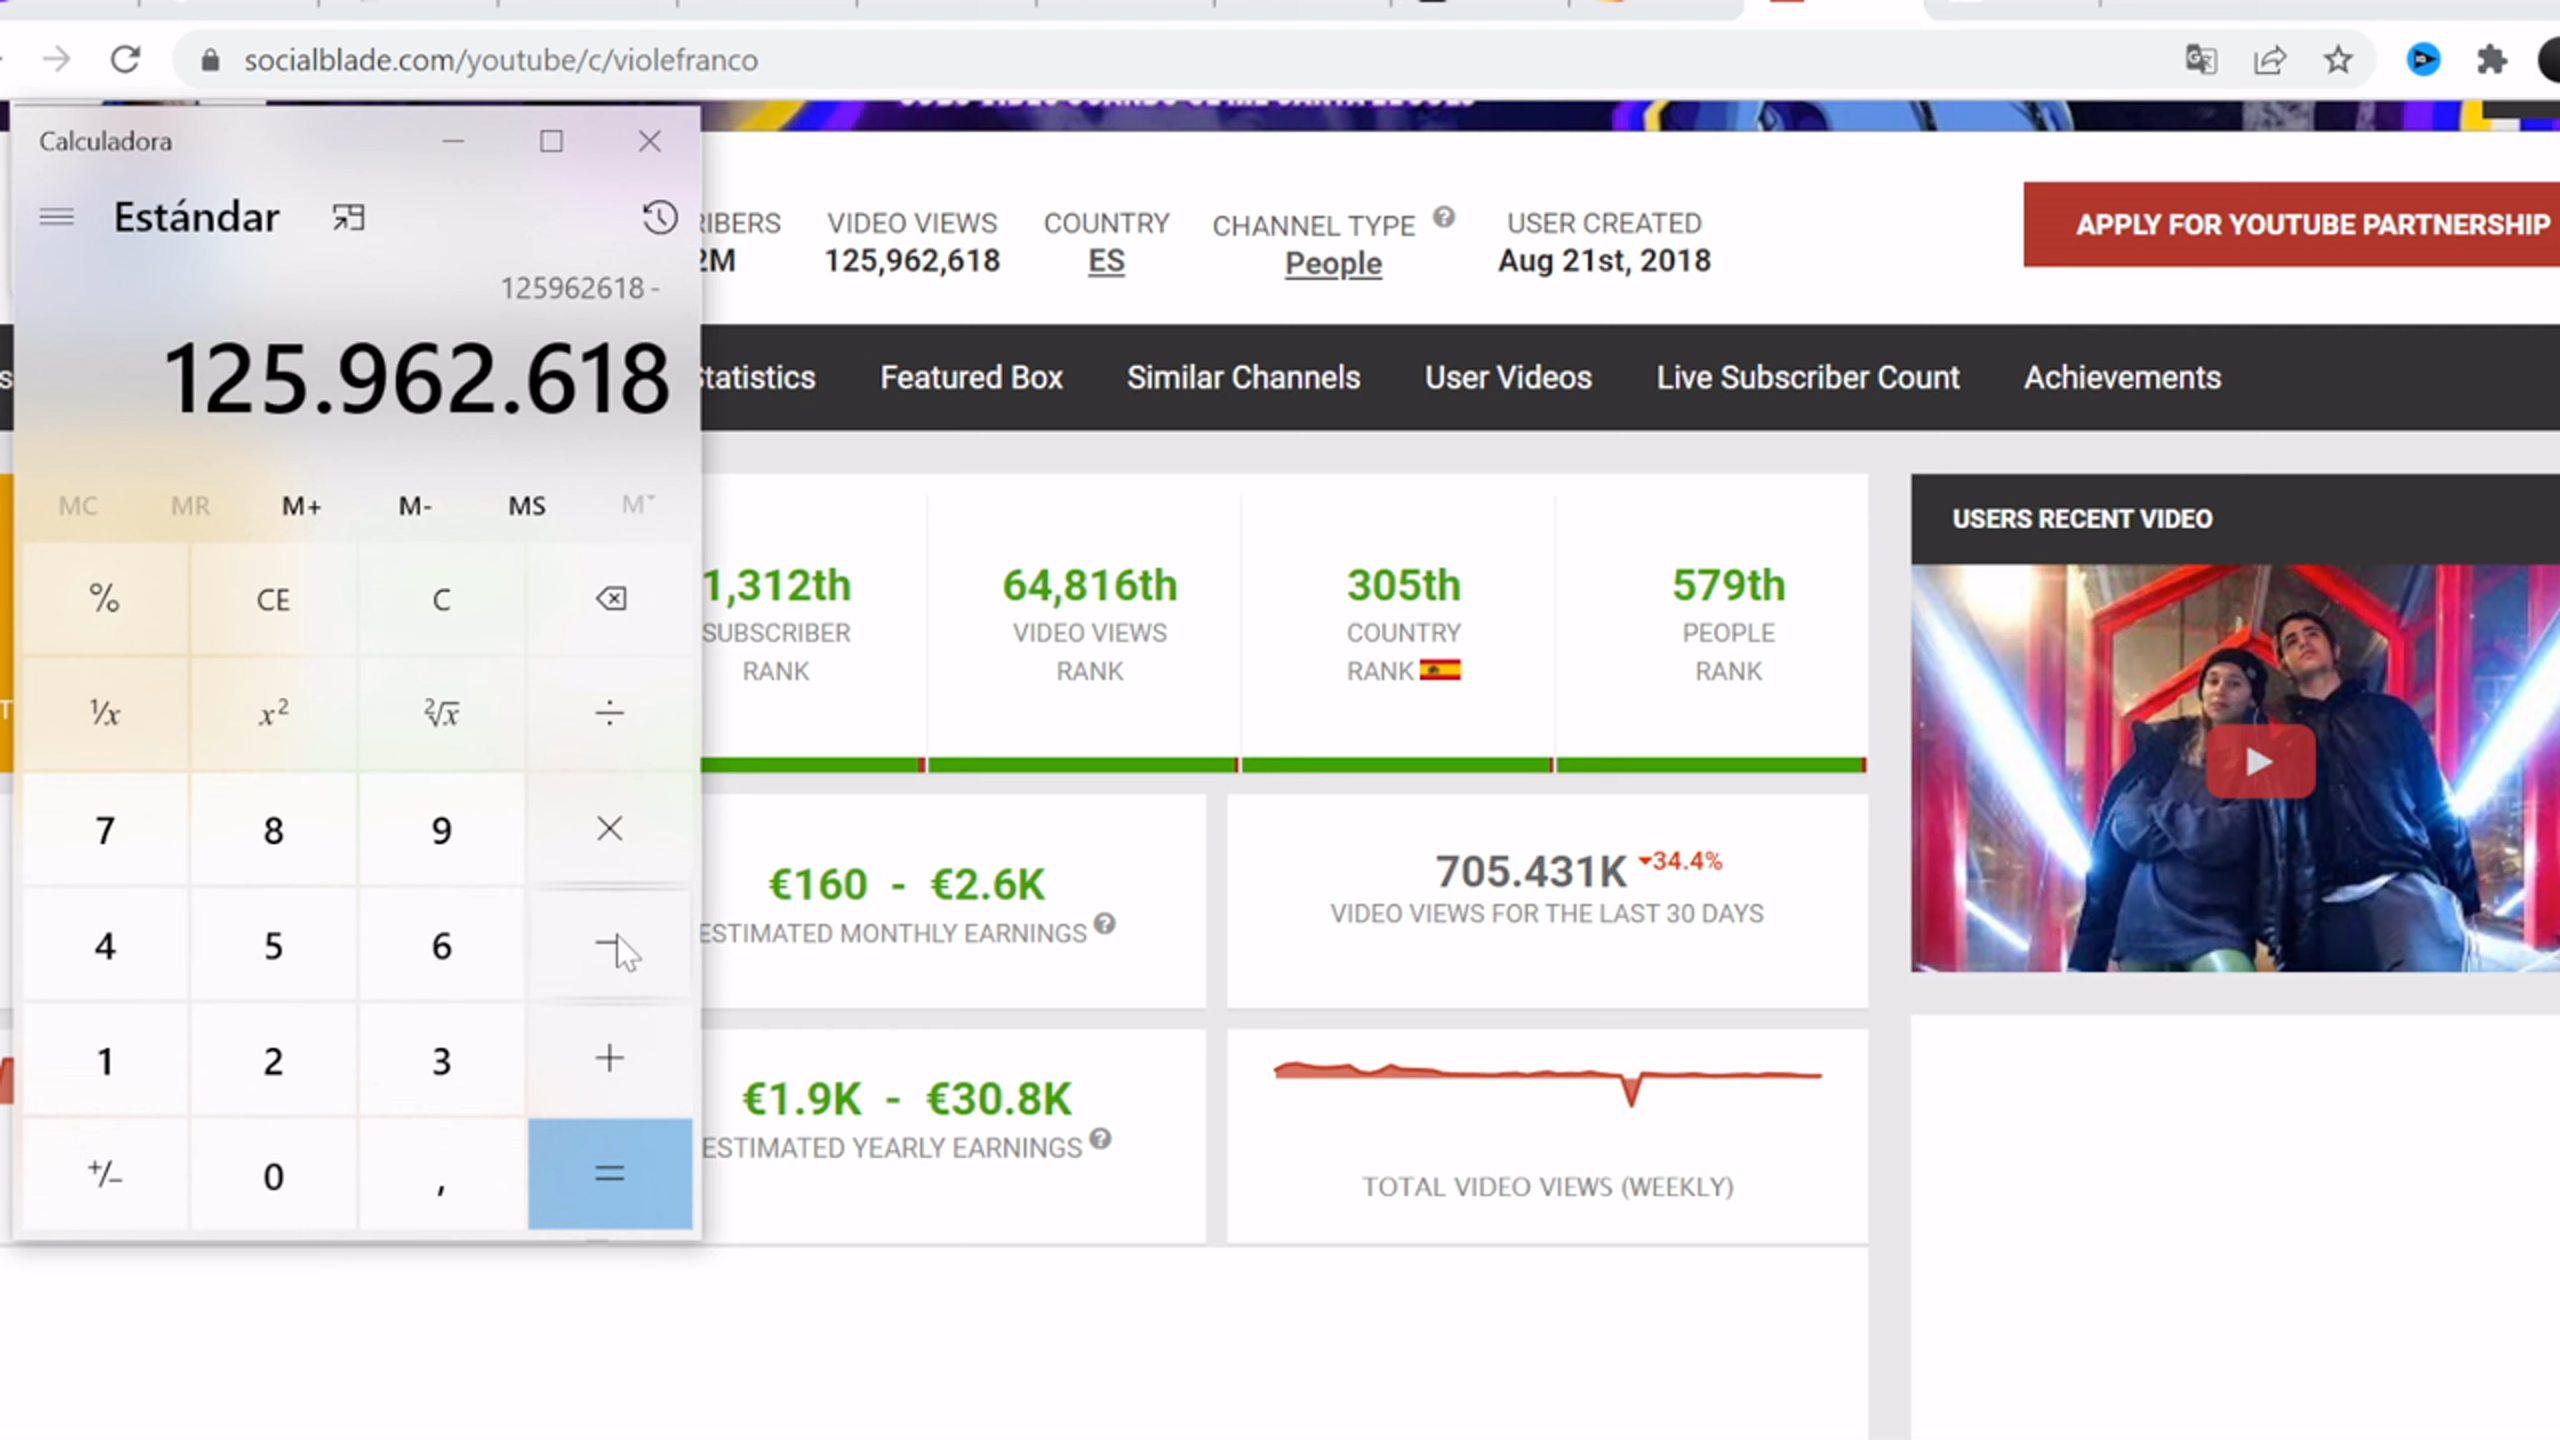 socialblade.com/youtube/c/violefranco
Calculadora
Estándar
125962618 -
125.962.618
MC MR M+ M- MS M
% CE C
¹/x x² ²√x ÷
7 8 9 ×
4 5 6 −
1 2 3 +
+/− 0 , =
RIBERS
2M
VIDEO VIEWS
125,962,618
COUNTRY
ES
CHANNEL TYPE
People
USER CREATED
Aug 21st, 2018
APPLY FOR YOUTUBE PARTNERSHIP
Statistics Featured Box Similar Channels User Videos Live Subscriber Count Achievements
1,312th
SUBSCRIBER
RANK
64,816th
VIDEO VIEWS
RANK
305th
COUNTRY
RANK
579th
PEOPLE
RANK
USERS RECENT VIDEO
€160 - €2.6K
ESTIMATED MONTHLY EARNINGS
705.431K 34.4%
VIDEO VIEWS FOR THE LAST 30 DAYS
€1.9K - €30.8K
ESTIMATED YEARLY EARNINGS
TOTAL VIDEO VIEWS (WEEKLY)